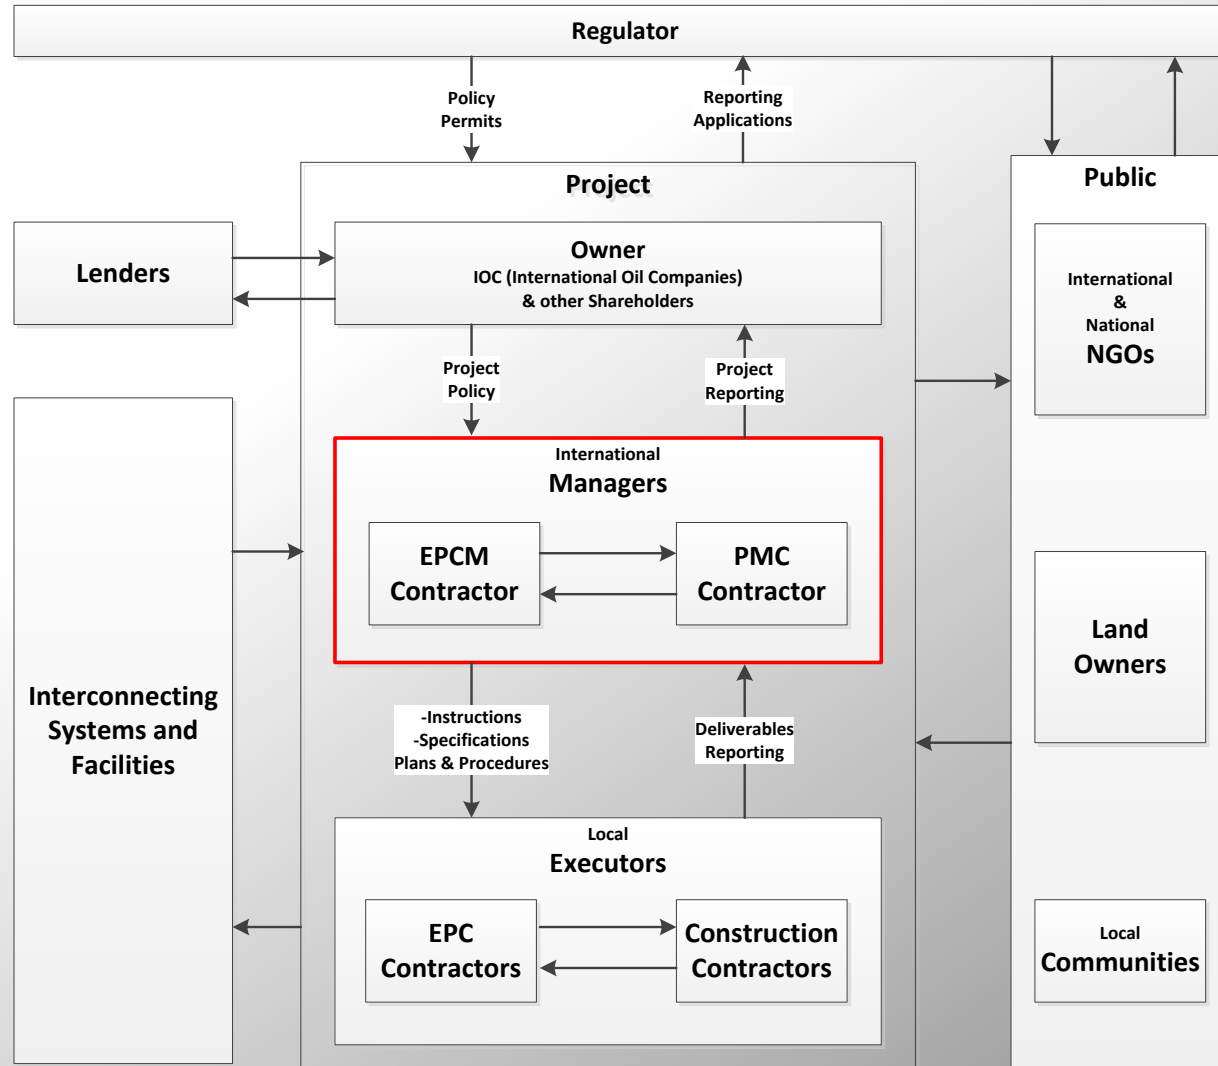 Regulator
Policy
Permits
Reporting
Applications
Project
Public
Lenders
Owner
IOC (International Oil Companies)
& other Shareholders
International
&
National
NGOs
Project
Policy
Project
Reporting
International
Managers
EPCM
Contractor
PMC
Contractor
Land
Owners
Interconnecting
Systems and
Facilities
-Instructions
-Specifications
Plans & Procedures
Deliverables
Reporting
Local
Executors
EPC
Contractors
Construction
Contractors
Local
Communities